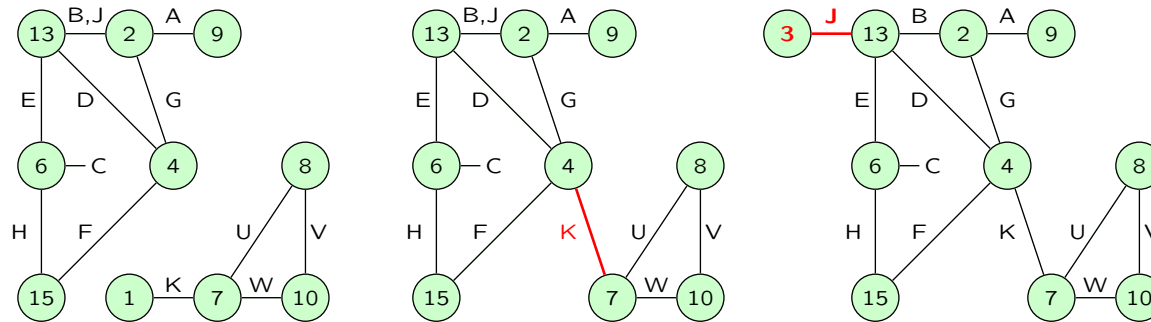 B,J A B,J A J B A
13 2 9 13 2 9 3 13 2 9
E D G E D G E D G
6 C 4 8 6 C 4 8 6 C 4 8
H F U V H F K U V H F K U V
K W W W
15 1 7 10 15 7 10 15 7 10